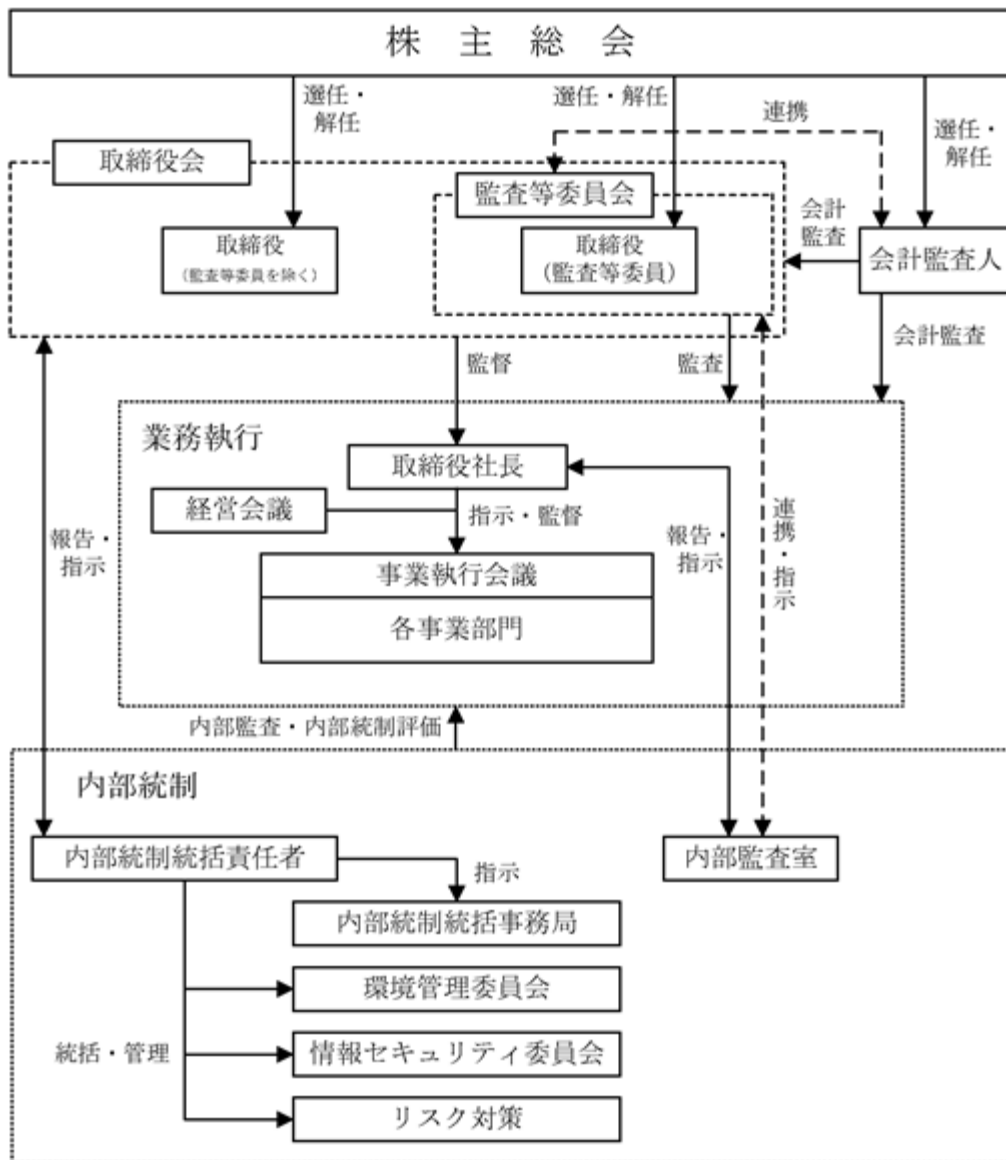 株 主 総 会
選任・
解任
選任・解任
連携
選任・
解任
取締役会
監査等委員会
会計
監査
取締役
（監査等委員を除く）
取締役
（監査等委員）
会計監査人
監督
監査
会計監査
業務執行
取締役社長
経営会議
指示・監督
報告・
指示
報告・
指示
連携・指示
事業執行会議
各事業部門
内部監査・内部統制評価
内部統制
内部統制統括責任者
指示
内部監査室
内部統制統括事務局
環境管理委員会
統括・管理
情報セキュリティ委員会
リスク対策